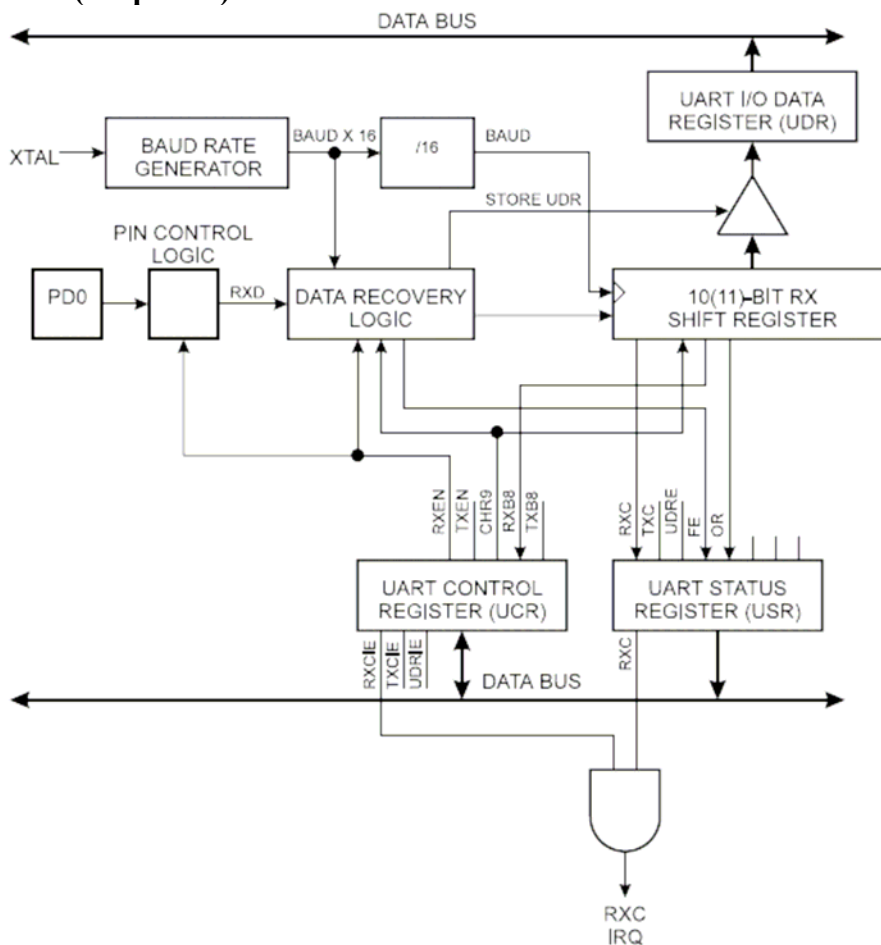 DATA BUS
UART I/O DATA
REGISTER (UDR)
XTAL
BAUD RATE
GENERATOR
BAUD X 16
/16
BAUD
STORE UDR
PIN CONTROL
LOGIC
PD0
RXD
DATA RECOVERY
LOGIC
10(11)-BIT RX
SHIFT REGISTER
RXEN
TXEN
CHR9
RXB8
TXB8
RXC
TXC
UDRE
FE
OR
UART CONTROL
REGISTER (UCR)
UART STATUS
REGISTER (USR)
RXCIE
TXCIE
UDRIE
RXC
DATA BUS
RXC
IRQ